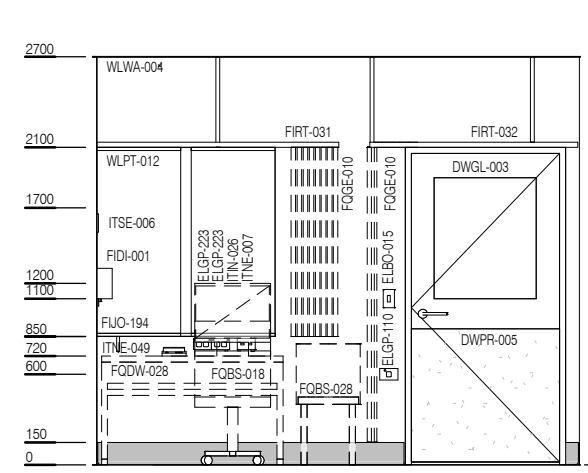 2700
WLWA-004
FIRT-031
FIRT-032
2100
WLPT-012
FQGE-010
FQGE-010
DWGL-003
1700
ITSE-006
FIDI-001
ELGP-223
ELGP-223
ITIN-026
ITNE-007
ELBO-015
1200
1100
FIJO-194
ELGP-110
850
ITNE-049
DWPR-005
720
FQDW-028
FQBS-018
600
FQBS-028
150
0